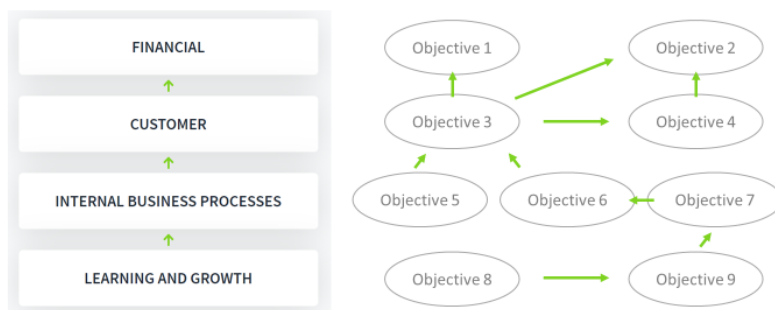 FINANCIAL
Objective 1
Objective 2
CUSTOMER
Objective 3
Objective 4
INTERNAL BUSINESS PROCESSES
Objective 5
Objective 6
Objective 7
LEARNING AND GROWTH
Objective 8
Objective 9